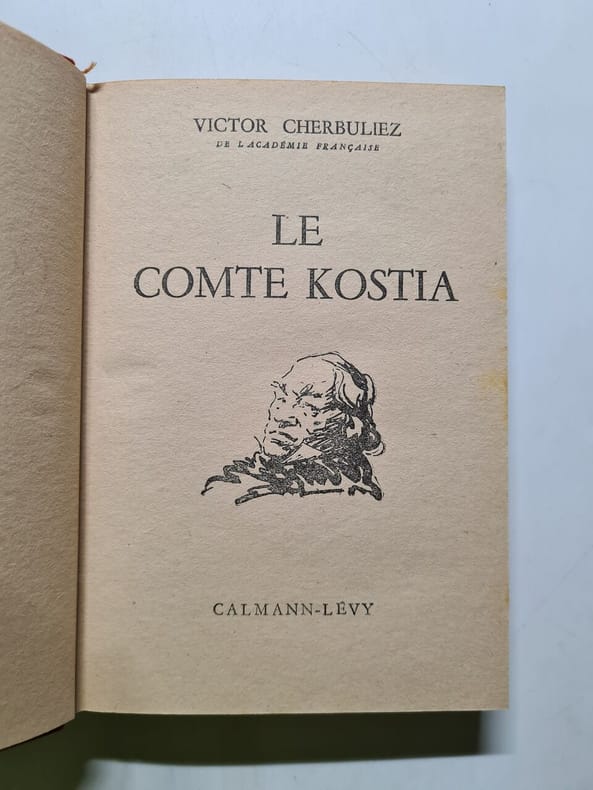 VICTOR CHERBULIEZ
DE L'ACADÉMIE FRANÇAISE
LE
COMTE KOSTIA
CALMANN-LÉVY